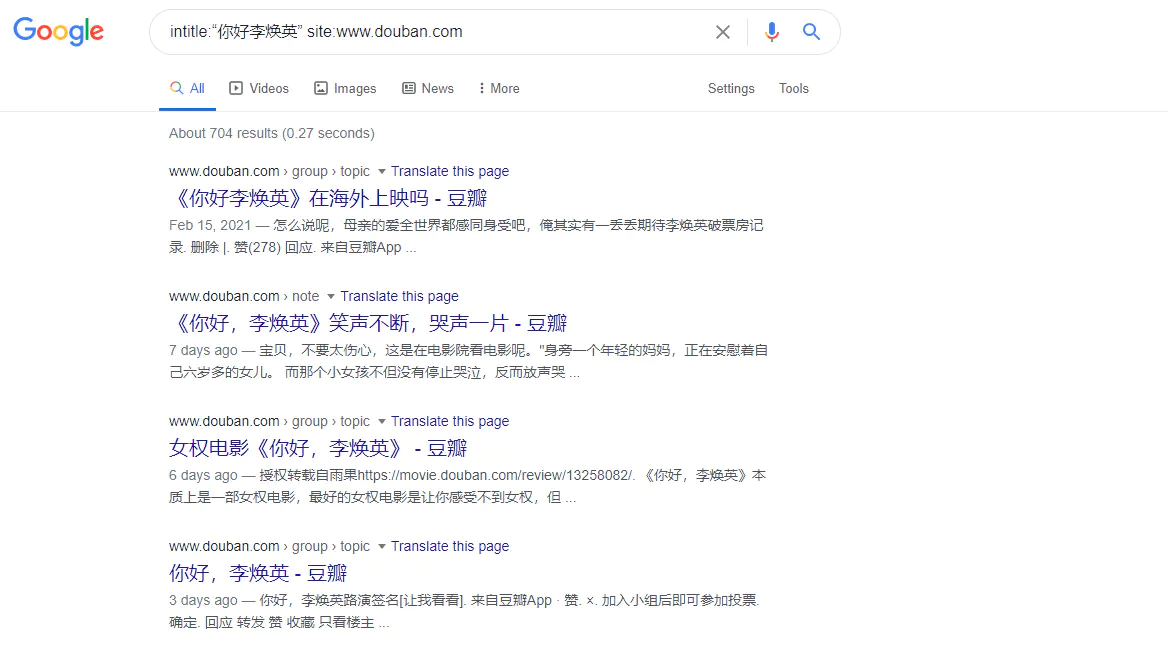 Google
intitle:“你好李焕英” site:www.douban.com
All Videos Images News More Settings Tools
About 704 results (0.27 seconds)
www.douban.com › group › topic Translate this page
《你好李焕英》在海外上映吗 - 豆瓣
Feb 15, 2021 — 怎么说呢，母亲的爱全世界都感同身受吧，俺其实有一丢丢期待李焕英破票房记
录. 删除 |. 赞(278) 回应. 来自豆瓣App ...
www.douban.com › note Translate this page
《你好，李焕英》笑声不断，哭声一片 - 豆瓣
7 days ago — 宝贝，不要太伤心，这是在电影院看电影呢。"身旁一个年轻的妈妈，正在安慰着自
己六岁多的女儿。 而那个小女孩不但没有停止哭泣，反而放声哭 ...
www.douban.com › group › topic Translate this page
女权电影《你好，李焕英》 - 豆瓣
6 days ago — 授权转载自雨果https://movie.douban.com/review/13258082/. 《你好，李焕英》本
质上是一部女权电影，最好的女权电影是让你感受不到女权，但 ...
www.douban.com › group › topic Translate this page
你好，李焕英 - 豆瓣
3 days ago — 你好，李焕英路演签名[让我看看]. 来自豆瓣App · 赞. ×. 加入小组后即可参加投票.
确定. 回应 转发 赞 收藏 只看楼主 ...